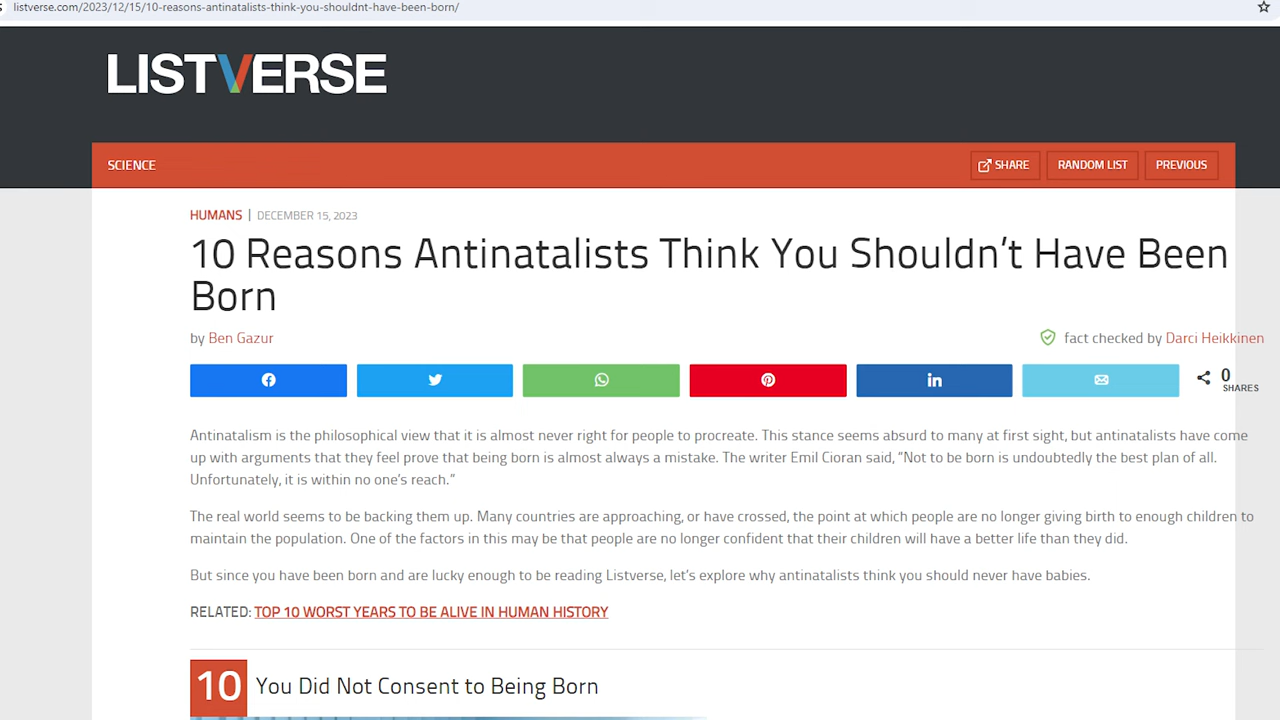 listverse.com/2023/12/15/10-reasons-antinatalists-think-you-shouldnt-have-been-born/
LISTVERSE
SCIENCE
SHARE
RANDOM LIST
PREVIOUS
HUMANS | DECEMBER 15, 2023
10 Reasons Antinatalists Think You Shouldn’t Have Been
Born
by Ben Gazur
fact checked by Darci Heikkinen
0
SHARES
Antinatalism is the philosophical view that it is almost never right for people to procreate. This stance seems absurd to many at first sight, but antinatalists have come
up with arguments that they feel prove that being born is almost always a mistake. The writer Emil Cioran said, “Not to be born is undoubtedly the best plan of all.
Unfortunately, it is within no one’s reach.”
The real world seems to be backing them up. Many countries are approaching, or have crossed, the point at which people are no longer giving birth to enough children to
maintain the population. One of the factors in this may be that people are no longer confident that their children will have a better life than they did.
But since you have been born and are lucky enough to be reading Listverse, let’s explore why antinatalists think you should never have babies.
RELATED: TOP 10 WORST YEARS TO BE ALIVE IN HUMAN HISTORY
10 You Did Not Consent to Being Born